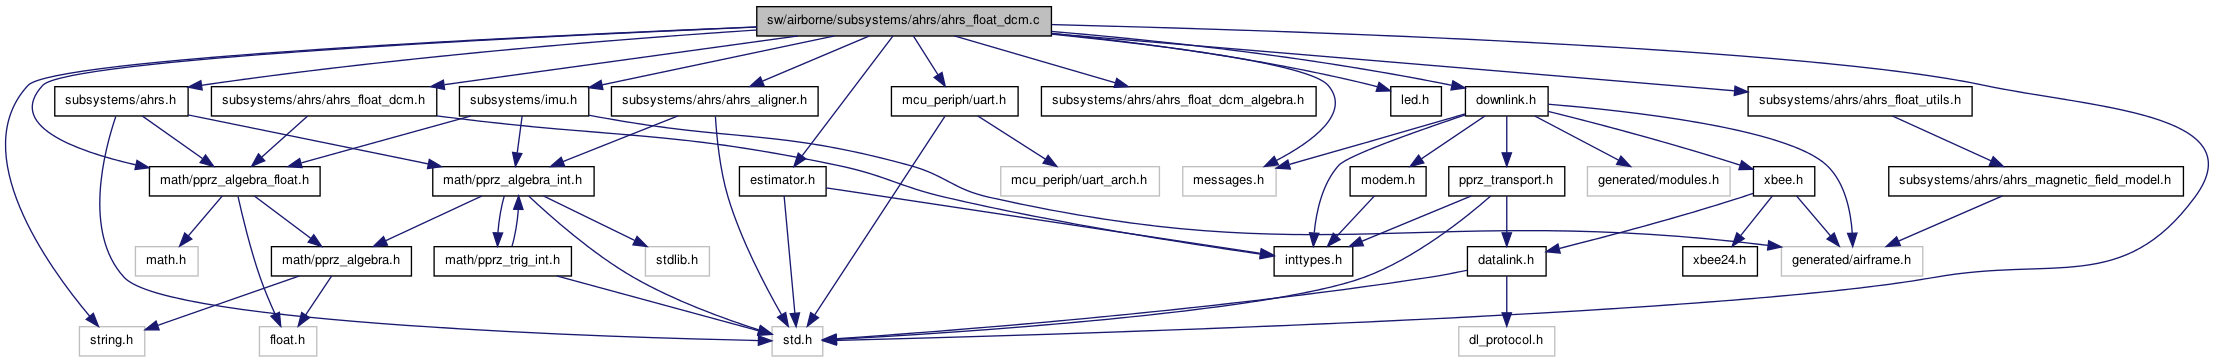 sw/airborne/subsystems/ahrs/ahrs_float_dcm.c
subsystems/ahrs.h
subsystems/ahrs/ahrs_float_dcm.h
subsystems/imu.h
subsystems/ahrs/ahrs_aligner.h
mcu_periph/uart.h
subsystems/ahrs/ahrs_float_dcm_algebra.h
led.h
downlink.h
subsystems/ahrs/ahrs_float_utils.h
math/pprz_algebra_float.h
math/pprz_algebra_int.h
estimator.h
mcu_periph/uart_arch.h
messages.h
modem.h
pprz_transport.h
generated/modules.h
xbee.h
subsystems/ahrs/ahrs_magnetic_field_model.h
math.h
math/pprz_algebra.h
math/pprz_trig_int.h
stdlib.h
inttypes.h
datalink.h
xbee24.h
generated/airframe.h
string.h
float.h
std.h
dl_protocol.h